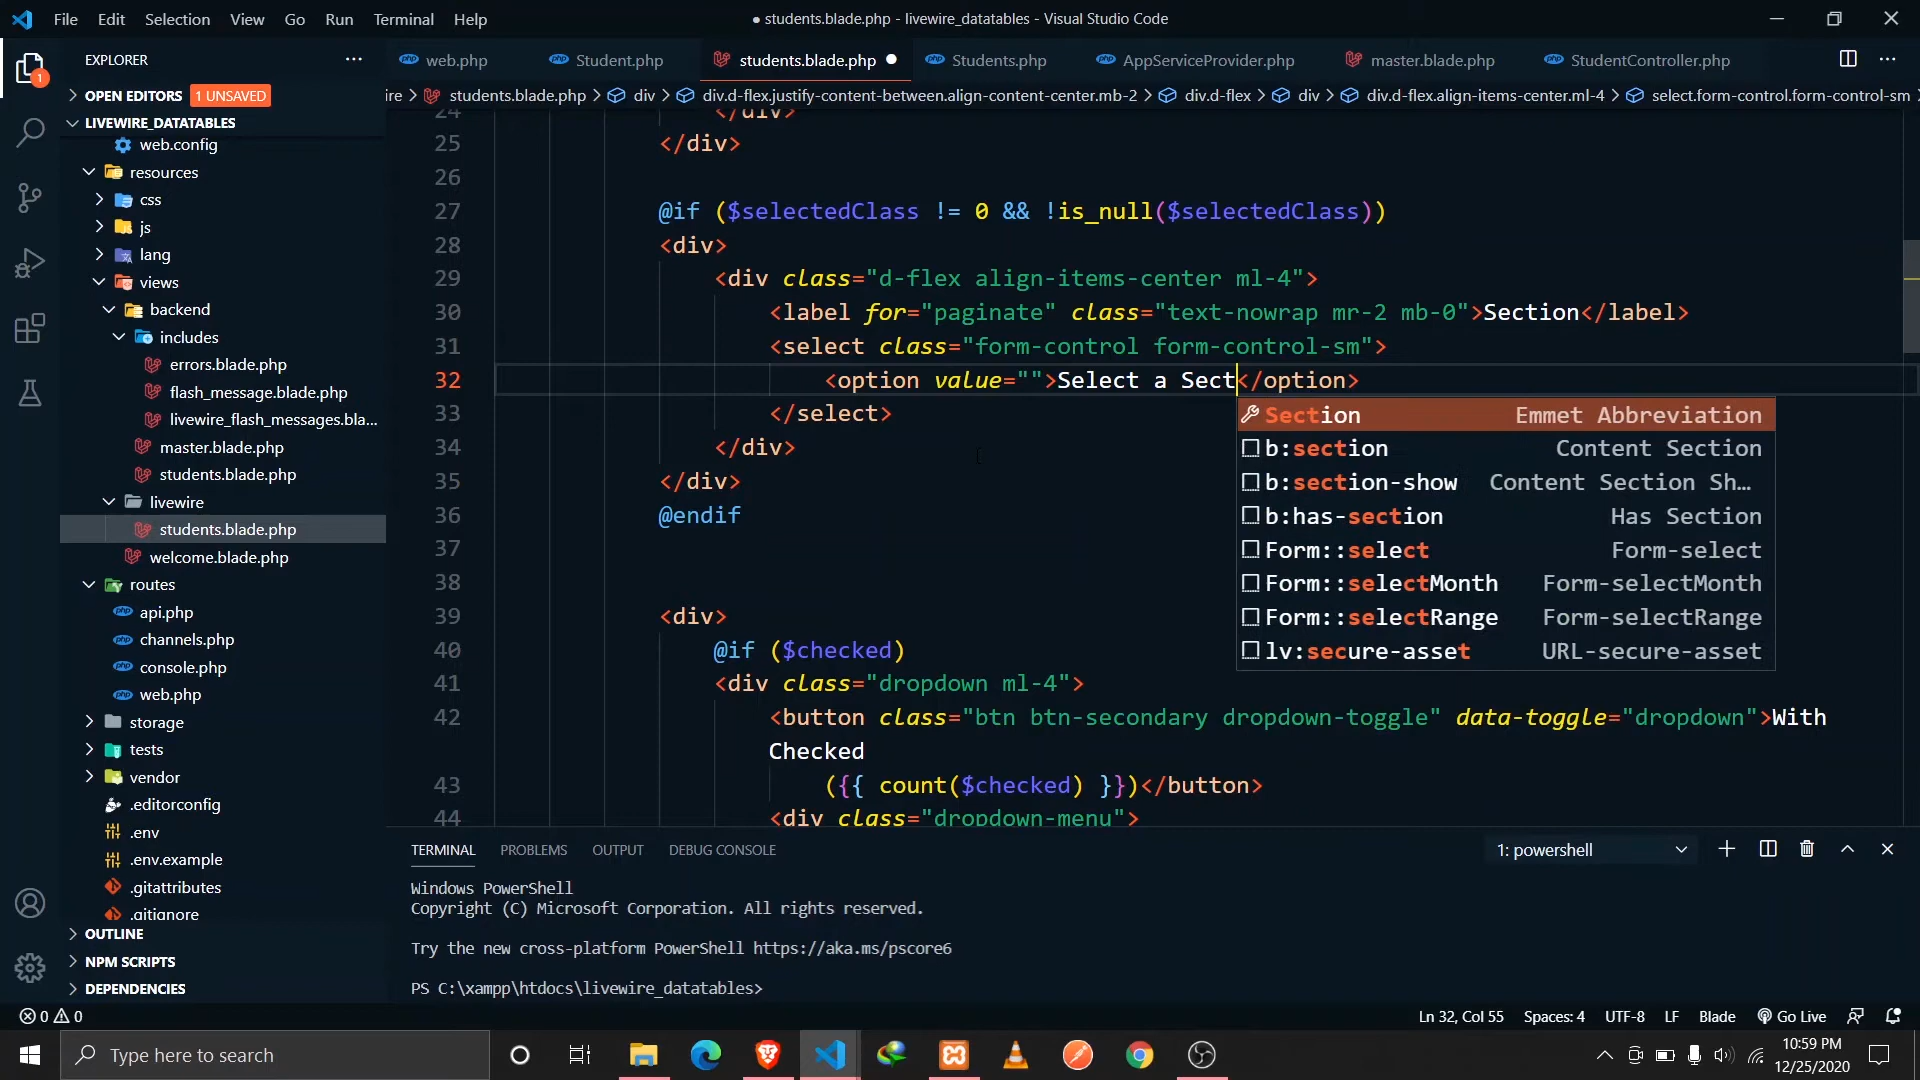 File Edit Selection View Go Run Terminal Help
● students.blade.php - livewire_datatables - Visual Studio Code
EXPLORER
OPEN EDITORS 1 UNSAVED
LIVEWIRE_DATATABLES
web.config
resources
css
js
lang
views
backend
includes
errors.blade.php
flash_message.blade.php
livewire_flash_messages.bla...
master.blade.php
students.blade.php
livewire
students.blade.php
welcome.blade.php
routes
api.php
channels.php
console.php
web.php
storage
tests
vendor
.editorconfig
.env
.env.example
.gitattributes
.gitignore
OUTLINE
NPM SCRIPTS
DEPENDENCIES
1
web.php Student.php students.blade.php Students.php AppServiceProvider.php master.blade.php StudentController.php
ire > students.blade.php > div > div.d-flex.justify-content-between.align-content-center.mb-2 > div.d-flex > div > div.d-flex.align-items-center.ml-4 > select.form-control.form-control-sm >
24 </div>
25 </div>
26
27 @if ($selectedClass != 0 && !is_null($selectedClass))
28 <div>
29 <div class="d-flex align-items-center ml-4">
30 <label for="paginate" class="text-nowrap mr-2 mb-0">Section</label>
31 <select class="form-control form-control-sm">
32 <option value="">Select a Sect</option>
33 </select>
34 </div>
35 </div>
36 @endif
37
38
39 <div>
40 @if ($checked)
41 <div class="dropdown ml-4">
42 <button class="btn btn-secondary dropdown-toggle" data-toggle="dropdown">With
Checked
43 ({{ count($checked) }})</button>
44 <div class="dropdown-menu">
Section Emmet Abbreviation
b:section Content Section
b:section-show Content Section Sh...
b:has-section Has Section
Form::select Form-select
Form::selectMonth Form-selectMonth
Form::selectRange Form-selectRange
lv:secure-asset URL-secure-asset
TERMINAL PROBLEMS OUTPUT DEBUG CONSOLE 1: powershell
Windows PowerShell
Copyright (C) Microsoft Corporation. All rights reserved.
Try the new cross-platform PowerShell https://aka.ms/pscore6
PS C:\xampp\htdocs\livewire_datatables>
0 0 Ln 32, Col 55 Spaces: 4 UTF-8 LF Blade Go Live
Type here to search
10:59 PM
12/25/2020